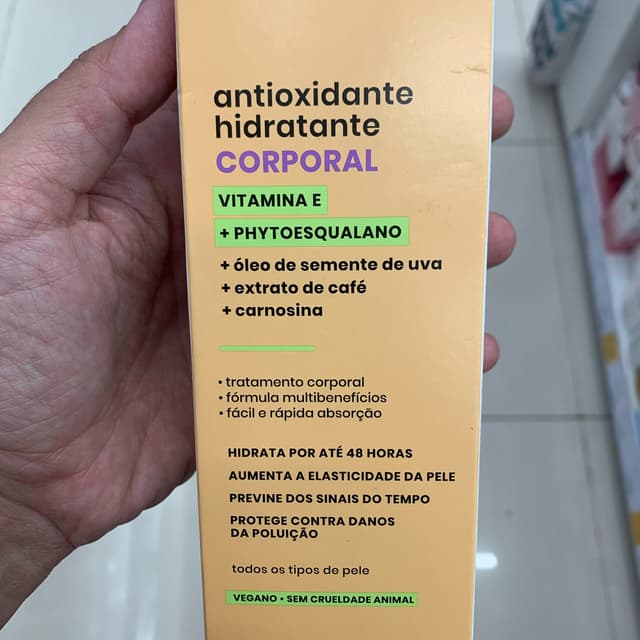 antioxidante
hidratante
CORPORAL
VITAMINA E
+ PHYTOESQUALANO
+ óleo de semente de uva
+ extrato de café
+ carnosina
• tratamento corporal
• fórmula multibenefícios
• fácil e rápida absorção
HIDRATA POR ATÉ 48 HORAS
AUMENTA A ELASTICIDADE DA PELE
PREVINE DOS SINAIS DO TEMPO
PROTEGE CONTRA DANOS
DA POLUIÇÃO
todos os tipos de pele
VEGANO • SEM CRUELDADE ANIMAL